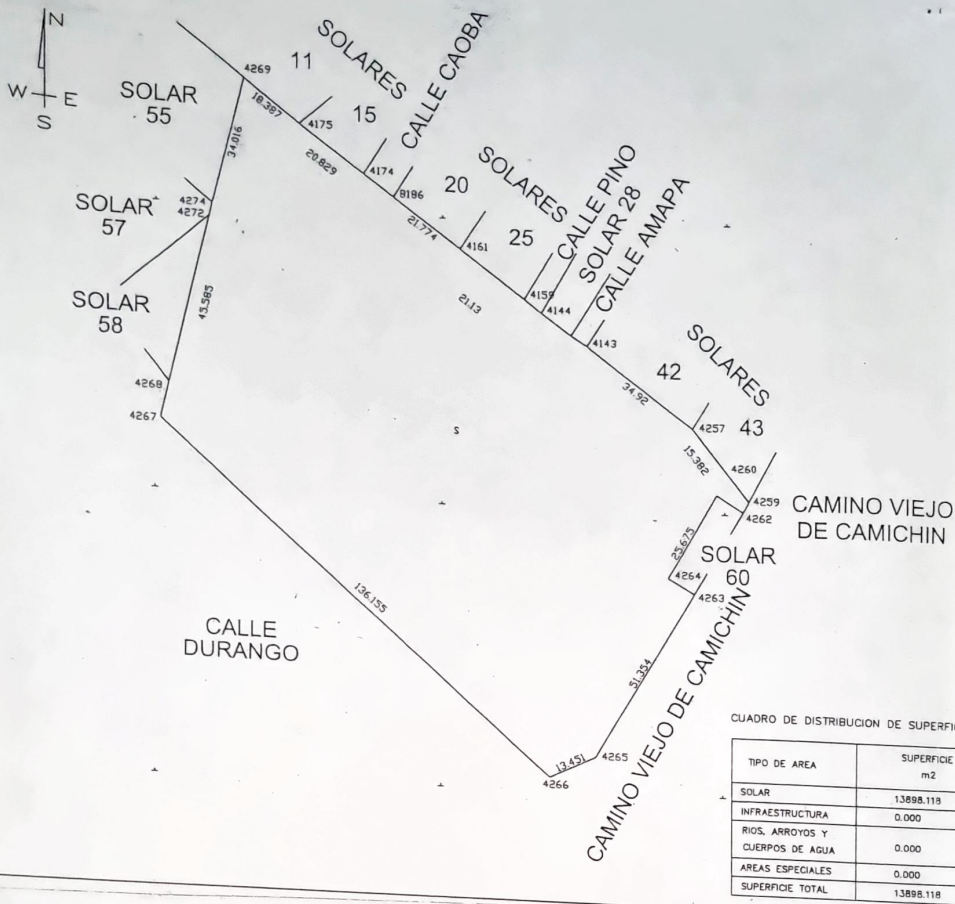 N
W E
S
SOLAR
55
4269
11
SOLARES
18.387
4175
15
CALLE CAOBA
34.016
20.829
4174
8186
20
SOLARES
4274
4272
SOLAR
57
21.774
4161
25
CALLE PINO
SOLAR 28
CALLE AMAPA
21.13
4159
4144
4143
SOLAR
58
45.585
42
SOLARES
34.92
4268
4267
4257
43
15.382
4260
4259
4262
CAMINO VIEJO
DE CAMICHIN
S
25.675
SOLAR
60
4264
4263
136.155
CALLE
DURANGO
51.354
CAMINO VIEJO DE CAMICHIN
13.451
4265
4266
CUADRO DE DISTRIBUCION DE SUPERFI
TIPO DE AREA SUPERFICIE
m2
SOLAR 13898.118
INFRAESTRUCTURA 0.000
RIOS, ARROYOS Y
CUERPOS DE AGUA 0.000
AREAS ESPECIALES 0.000
SUPERFICIE TOTAL 13898.118